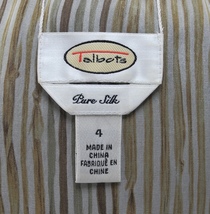 Talbots
Pure Silk
4
MADE IN
CHINA
FABRIQUÉ EN
CHINE